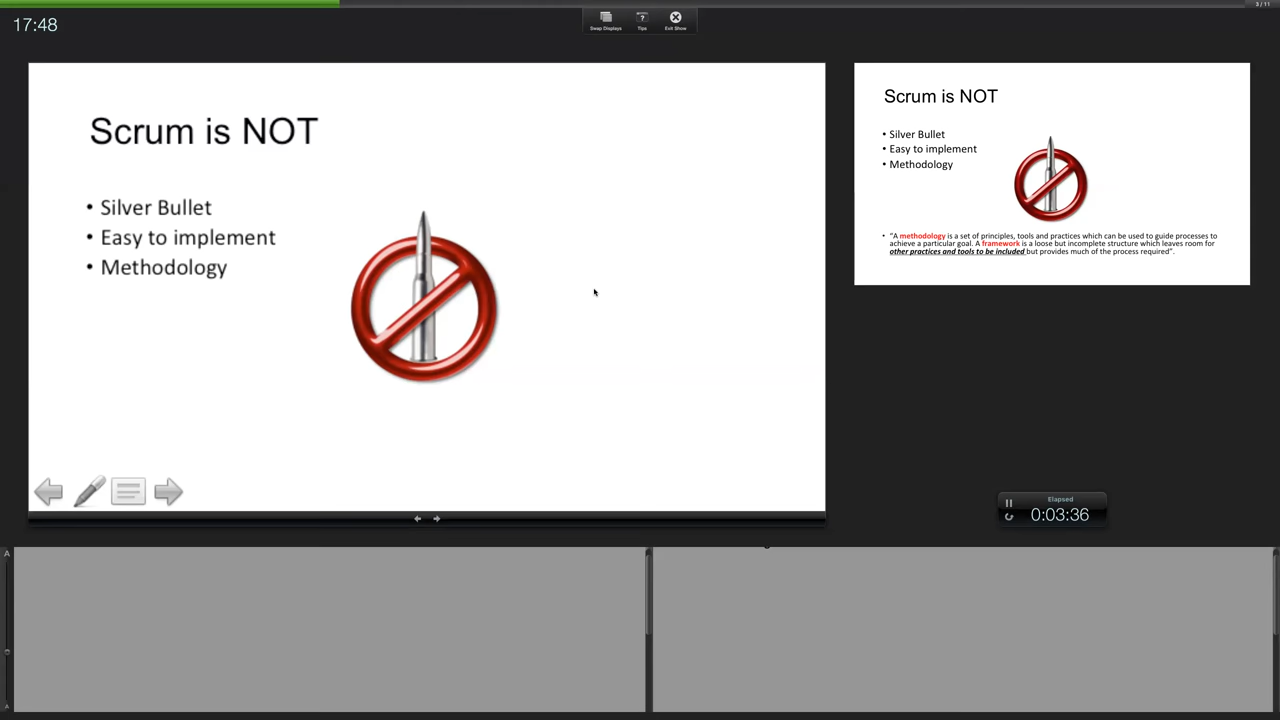 3 / 11
17:48
Swap Displays
Tips
Exit Show
Scrum is NOT
• Silver Bullet
• Easy to implement
• Methodology
Scrum is NOT
• Silver Bullet
• Easy to implement
• Methodology
• “A methodology is a set of principles, tools and practices which can be used to guide processes to
achieve a particular goal. A framework is a loose but incomplete structure which leaves room for
other practices and tools to be included but provides much of the process required”.
Elapsed
0:03:36
A
A